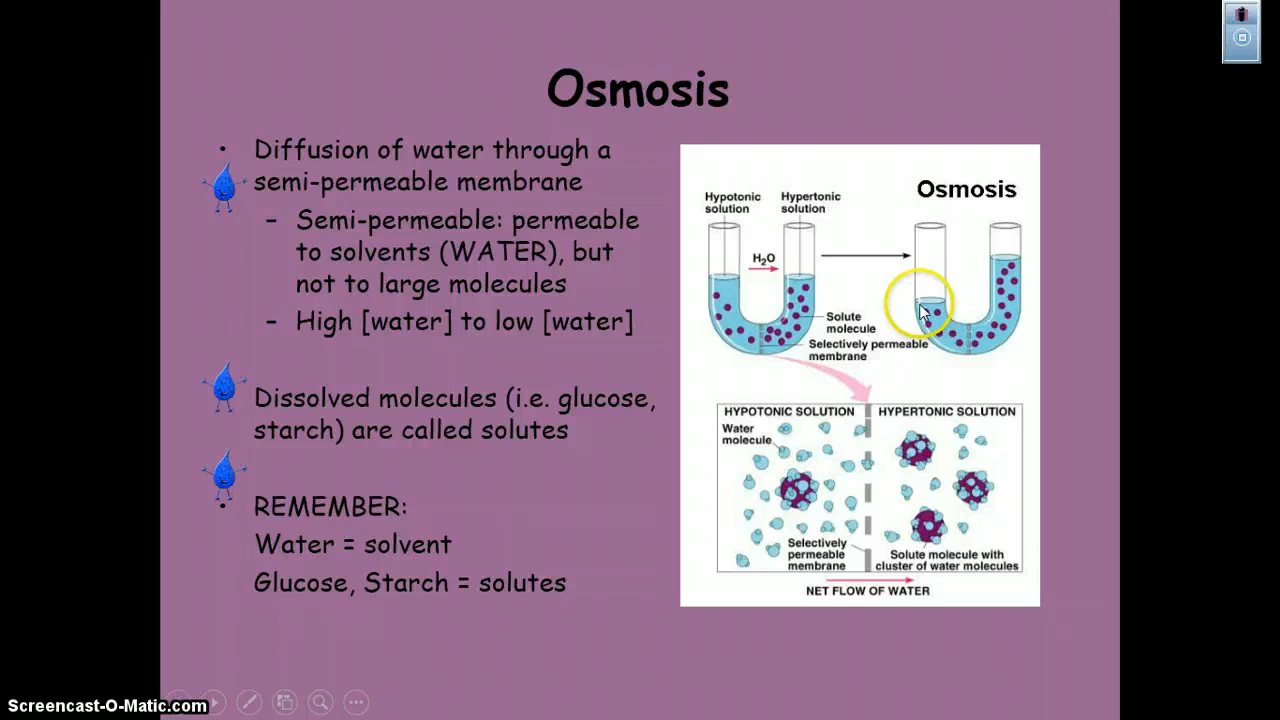 Osmosis
• Diffusion of water through a
semi-permeable membrane
– Semi-permeable: permeable
to solvents (WATER), but
not to large molecules
– High [water] to low [water]
Dissolved molecules (i.e. glucose,
starch) are called solutes
• REMEMBER:
Water = solvent
Glucose, Starch = solutes
Osmosis
Hypotonic
solution
Hypertonic
solution
H₂O
Solute
molecule
Selectively permeable
membrane
HYPOTONIC SOLUTION
HYPERTONIC SOLUTION
Water
molecule
Selectively
permeable
membrane
Solute molecule with
cluster of water molecules
NET FLOW OF WATER
Screencast-O-Matic.com